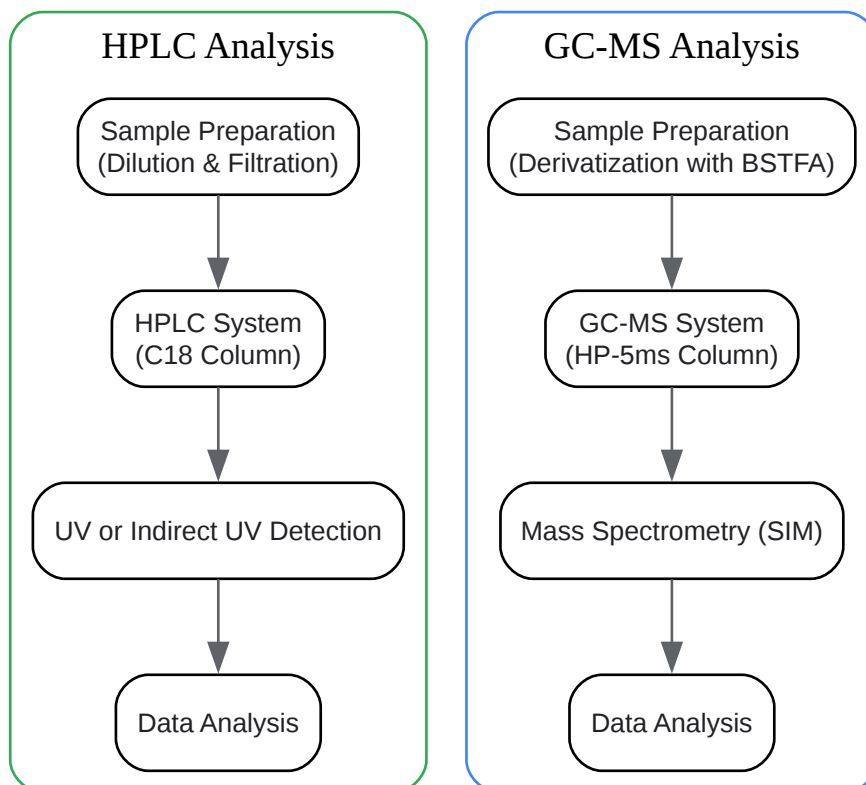 HPLC Analysis
Sample Preparation
(Dilution & Filtration)
HPLC System
(C18 Column)
UV or Indirect UV Detection
Data Analysis
GC-MS Analysis
Sample Preparation
(Derivatization with BSTFA)
GC-MS System
(HP-5ms Column)
Mass Spectrometry (SIM)
Data Analysis